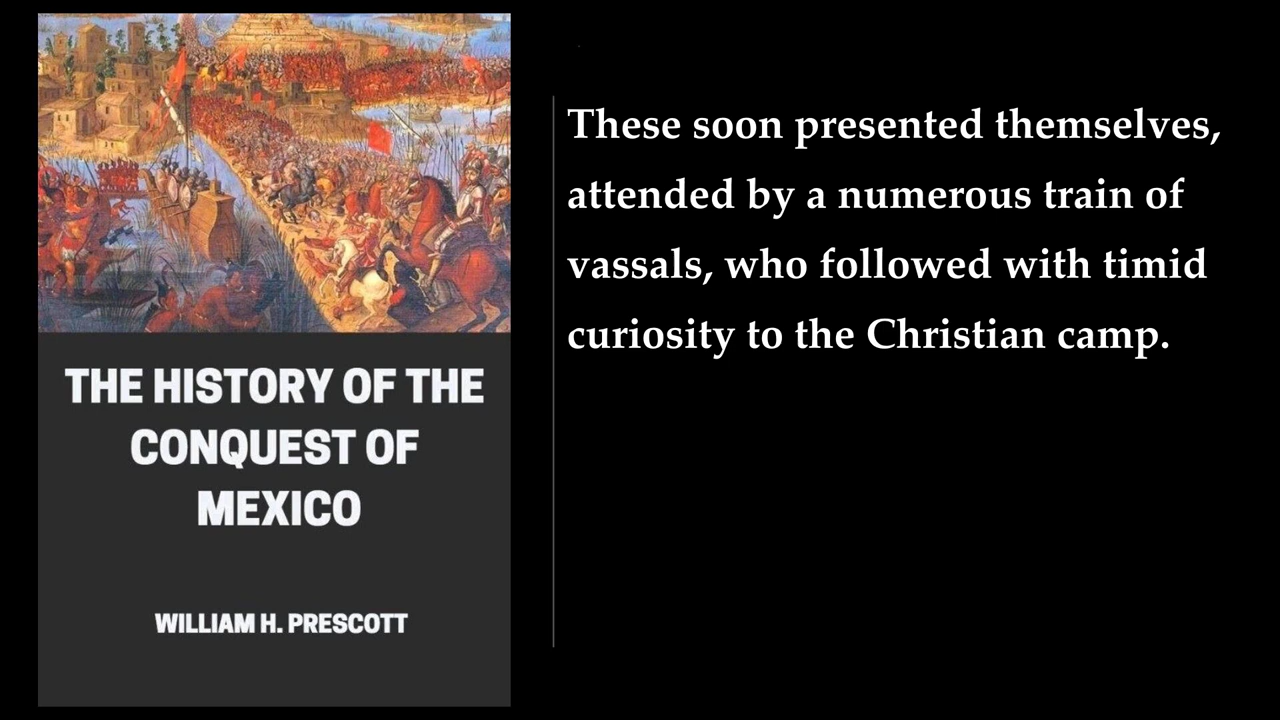 THE HISTORY OF THE
CONQUEST OF
MEXICO
WILLIAM H. PRESCOTT
These soon presented themselves,
attended by a numerous train of
vassals, who followed with timid
curiosity to the Christian camp.